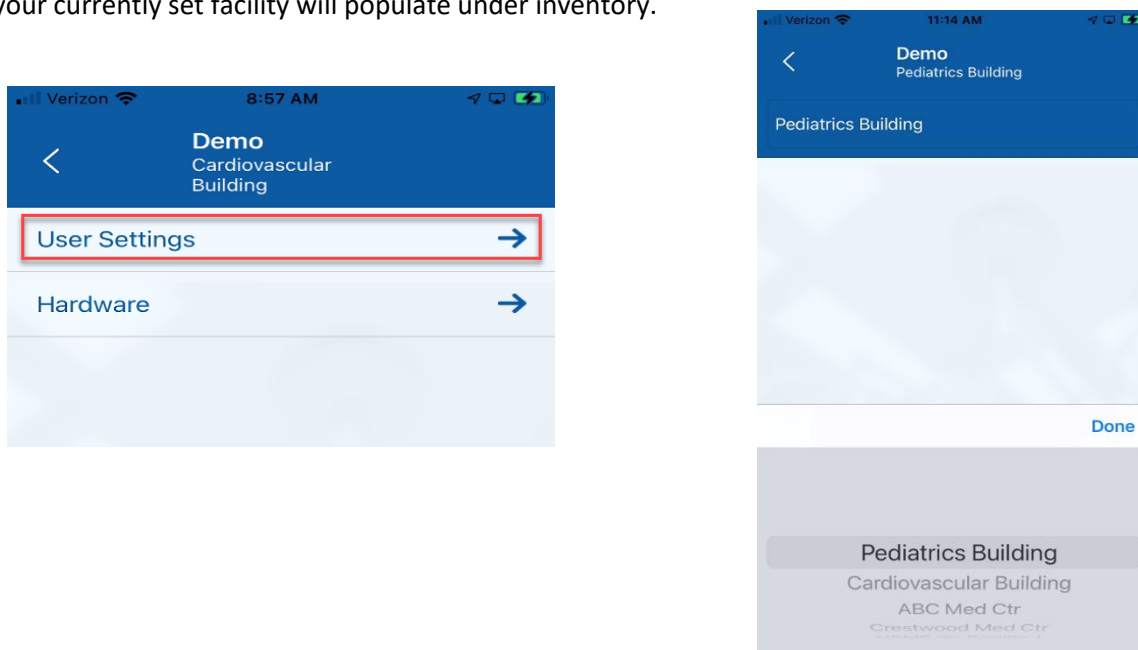 your currently set facility will populate under inventory.
Verizon 8:57 AM
Demo
Cardiovascular
Building
User Settings
Hardware
Verizon 11:14 AM
Demo
Pediatrics Building
Pediatrics Building
Done
Pediatrics Building
Cardiovascular Building
ABC Med Ctr
Crestwood Med Ctr